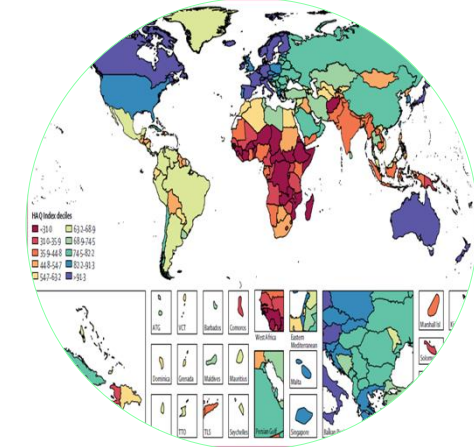 HAQ Index deciles
<31·0
31·0-35·9
35·9-44·8
44·8-54·7
54·7-63·2
63·2-68·9
68·9-74·5
74·5-82·2
82·2-91·3
>91·3
ATG
VCT
Barbados
Comoros
West Africa
Eastern
Mediterranean
Marshall Isl
Dominica
Grenada
Maldives
Mauritius
Malta
TTO
TLS
Seychelles
Persian Gulf
Singapore